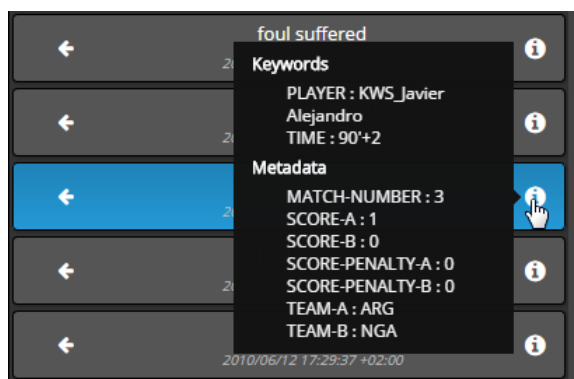 foul suffered
Keywords
PLAYER : KWS_Javier
Alejandro
TIME : 90'+2
Metadata
MATCH-NUMBER : 3
SCORE-A : 1
SCORE-B : 0
SCORE-PENALTY-A : 0
SCORE-PENALTY-B : 0
TEAM-A : ARG
TEAM-B : NGA
2010/06/12 17:29:37 +02:00